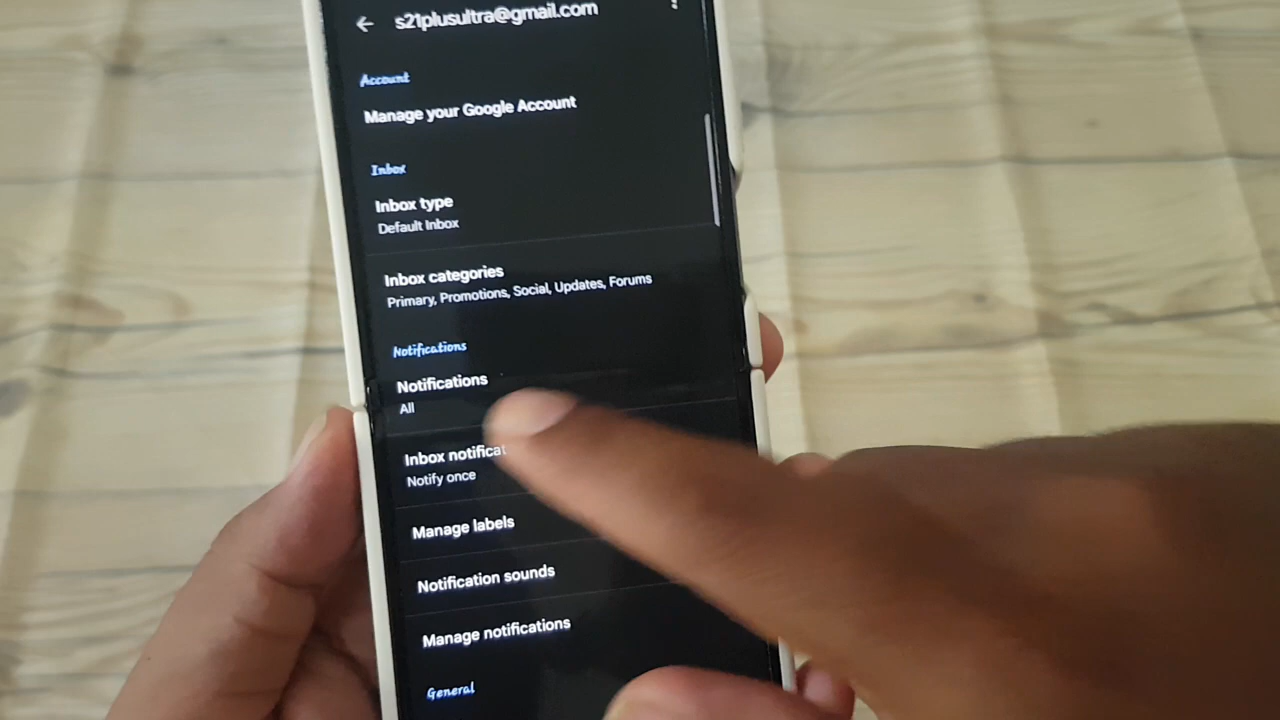 s21plusultra@gmail.com
Account
Manage your Google Account
Inbox
Inbox type
Default Inbox
Inbox categories
Primary, Promotions, Social, Updates, Forums
Notifications
Notifications
All
Inbox notificat
Notify once
Manage labels
Notification sounds
Manage notifications
General